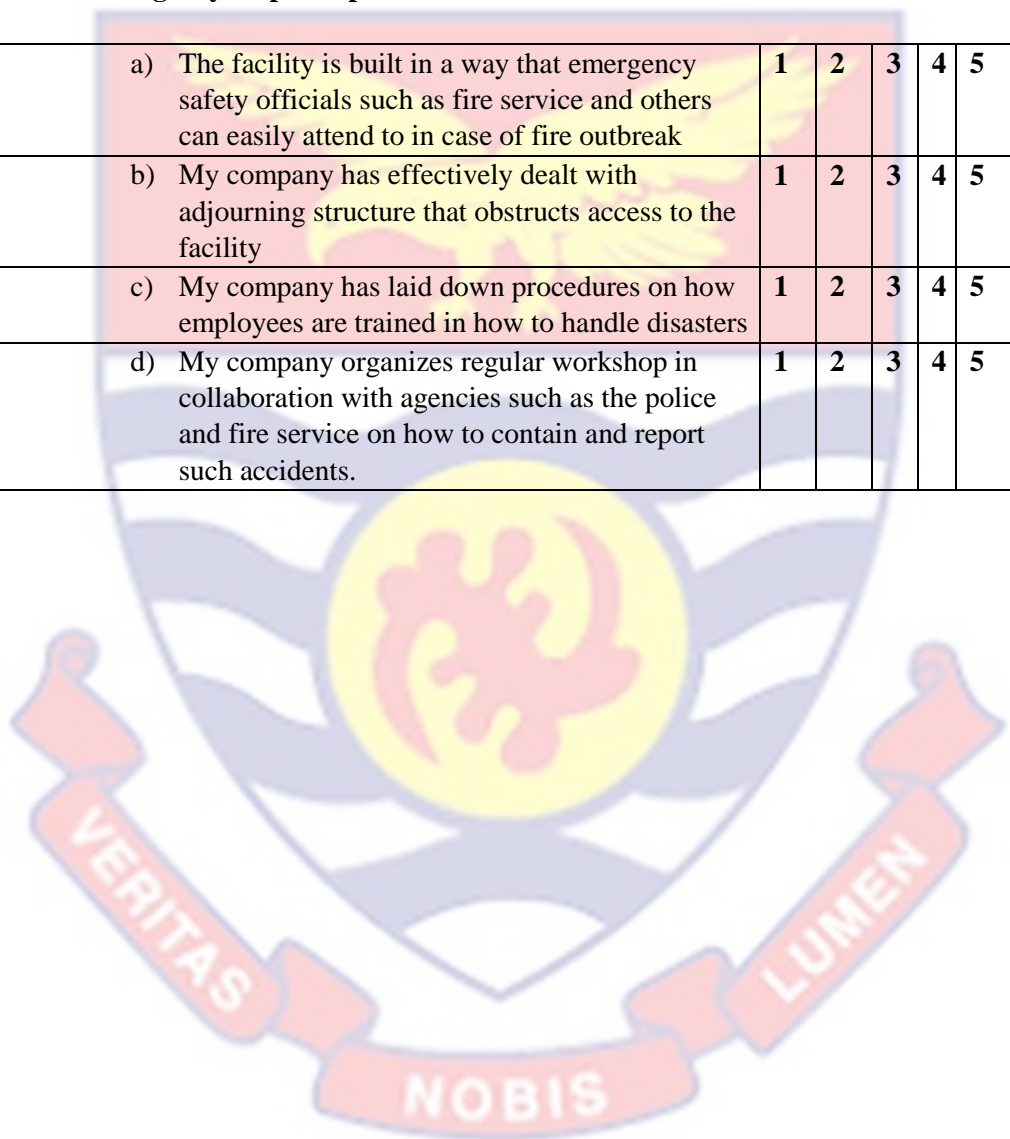 a) The facility is built in a way that emergency 1 2 3 4 5
safety officials such as fire service and others
can easily attend to in case of fire outbreak
b) My company has effectively dealt with 1 2 3 4 5
adjourning structure that obstructs access to the
facility
c) My company has laid down procedures on how 1 2 3 4 5
employees are trained in how to handle disasters
d) My company organizes regular workshop in 1 2 3 4 5
collaboration with agencies such as the police
and fire service on how to contain and report
such accidents.
VERITAS
NOBIS
LUMEN